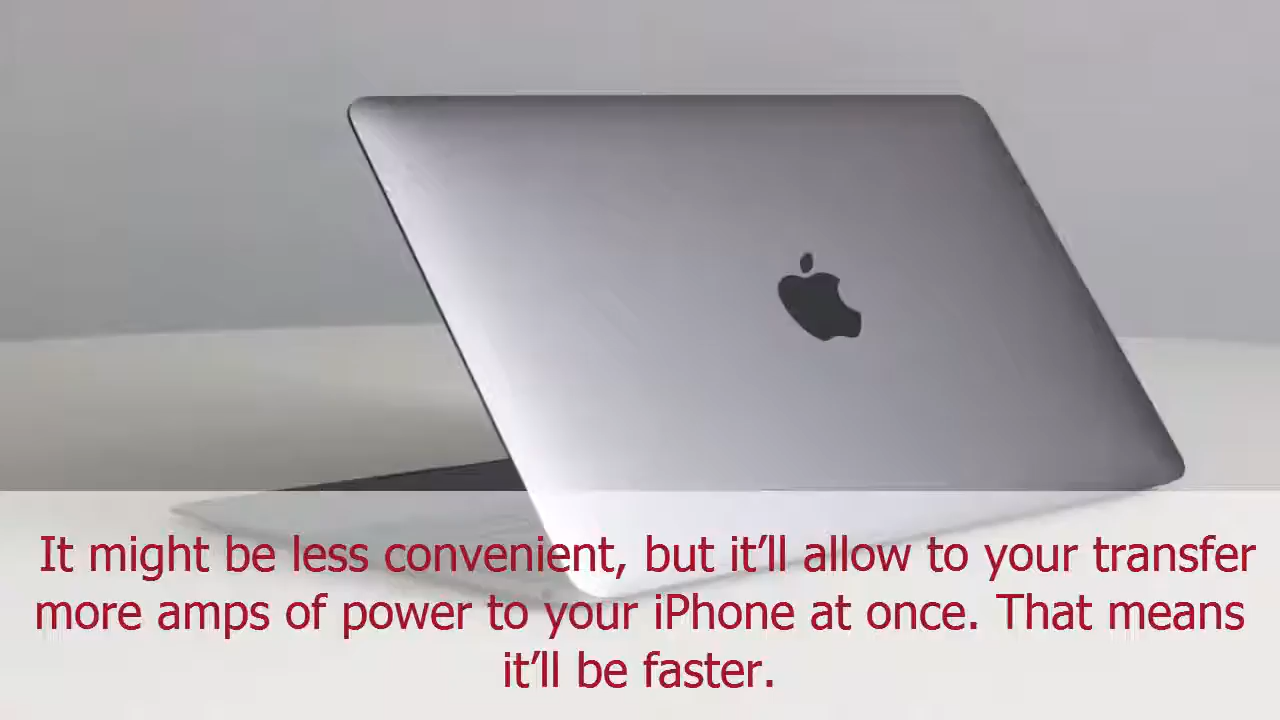 It might be less convenient, but it’ll allow to your transfer
more amps of power to your iPhone at once. That means
it’ll be faster.